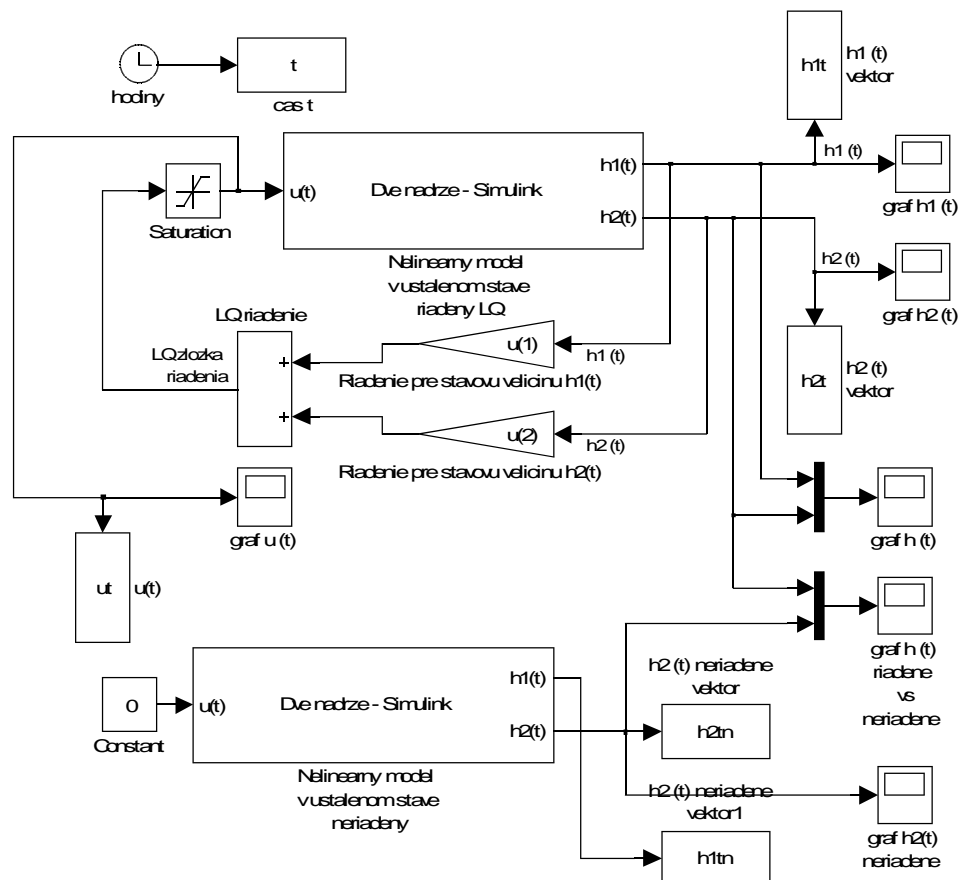 hodiny
t
cas t
h1t
h1 (t)
vektor
h1 (t)
graf h1 (t)
u(t)
Dve nadrze - Simulink
h1(t)
h2(t)
Saturation
Nelinearny model
v ustalenom stave
riadeny LQ
h2 (t)
graf h2 (t)
LQ riadenie
LQ zlozka
riadenia
+
+
u(1)
h1 (t)
Riadenie pre stavovu velicinu h1(t)
u(2)
h2 (t)
Riadenie pre stavovu velicinu h2(t)
h2t
h2 (t)
vektor
graf u (t)
ut
u(t)
graf h (t)
graf h (t)
riadene
vs
neriadene
0
Constant
u(t)
Dve nadrze - Simulink
h1(t)
h2(t)
Nelinearny model
v ustalenom stave
neriadeny
h2 (t) neriadene
vektor
h2tn
h2 (t) neriadene
vektor1
h1tn
graf h2(t)
neriadene